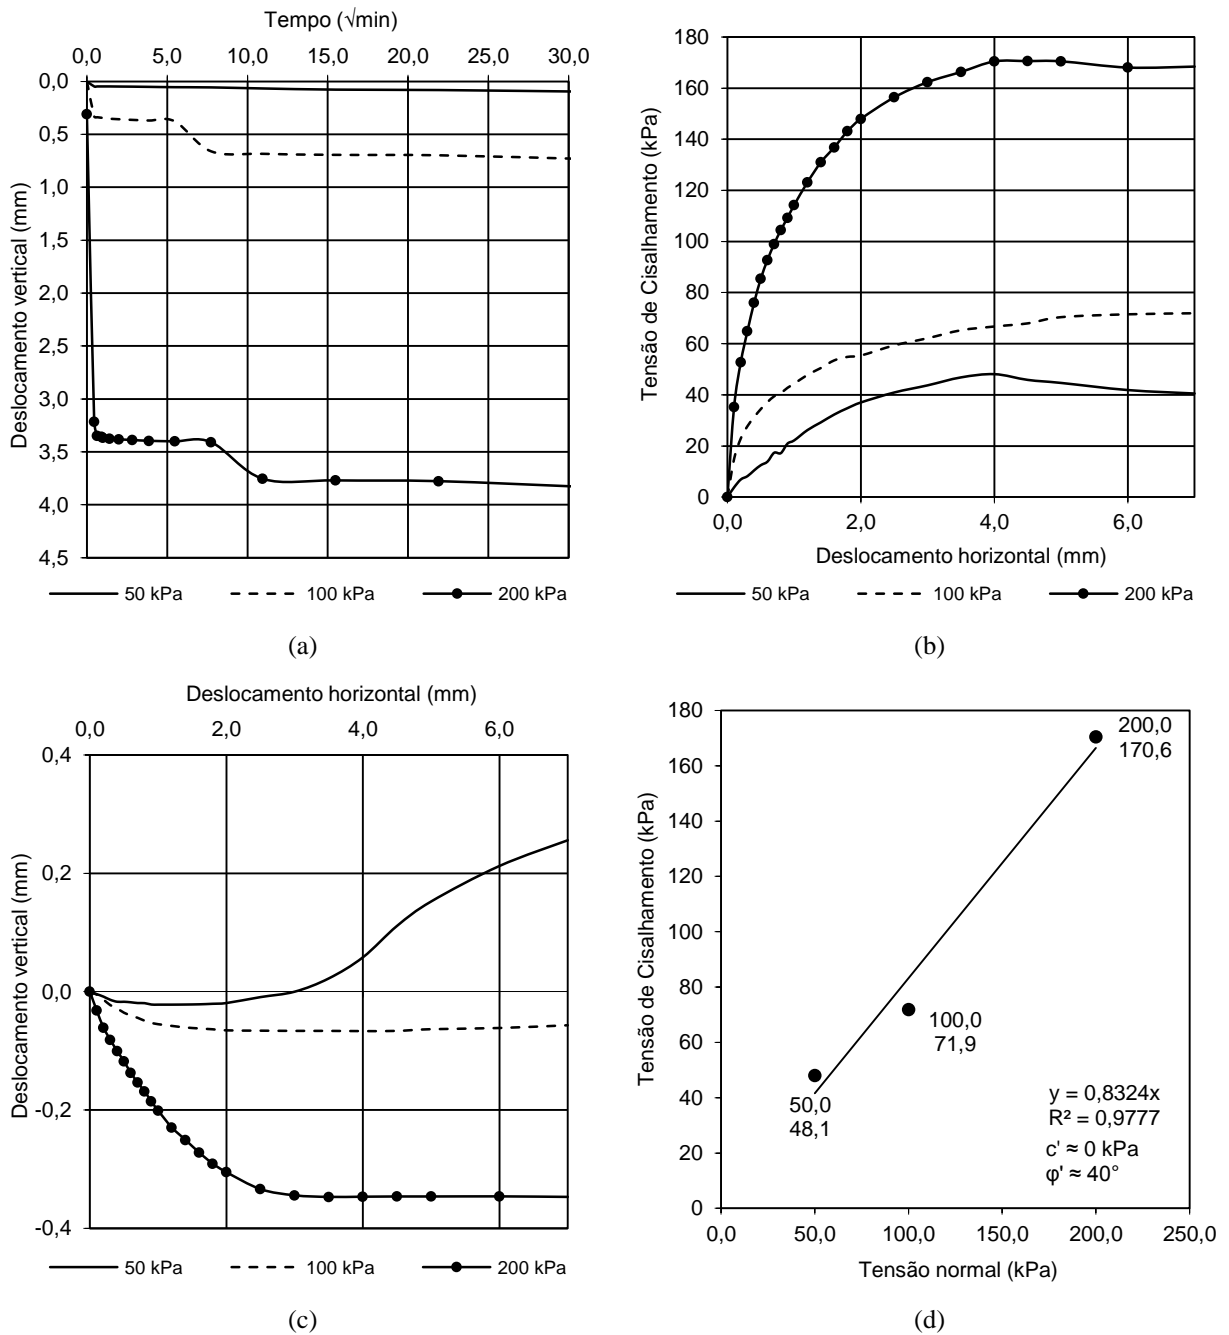 Tempo (√min)
0,0 5,0 10,0 15,0 20,0 25,0 30,0
0,0
0,5
1,0
1,5
2,0
2,5
3,0
3,5
4,0
4,5
Deslocamento vertical (mm)
50 kPa 100 kPa 200 kPa
(a)
180
160
140
120
100
80
60
40
20
0
Tensão de Cisalhamento (kPa)
0,0 2,0 4,0 6,0
Deslocamento horizontal (mm)
50 kPa 100 kPa 200 kPa
(b)
Deslocamento horizontal (mm)
0,0 2,0 4,0 6,0
0,4
0,2
0,0
-0,2
-0,4
Deslocamento vertical (mm)
50 kPa 100 kPa 200 kPa
(c)
180
160
140
120
100
80
60
40
20
0
Tensão de Cisalhamento (kPa)
200,0
170,6
100,0
71,9
50,0
48,1
y = 0,8324x
R² = 0,9777
c' ≈ 0 kPa
φ' ≈ 40°
0,0 50,0 100,0 150,0 200,0 250,0
Tensão normal (kPa)
(d)